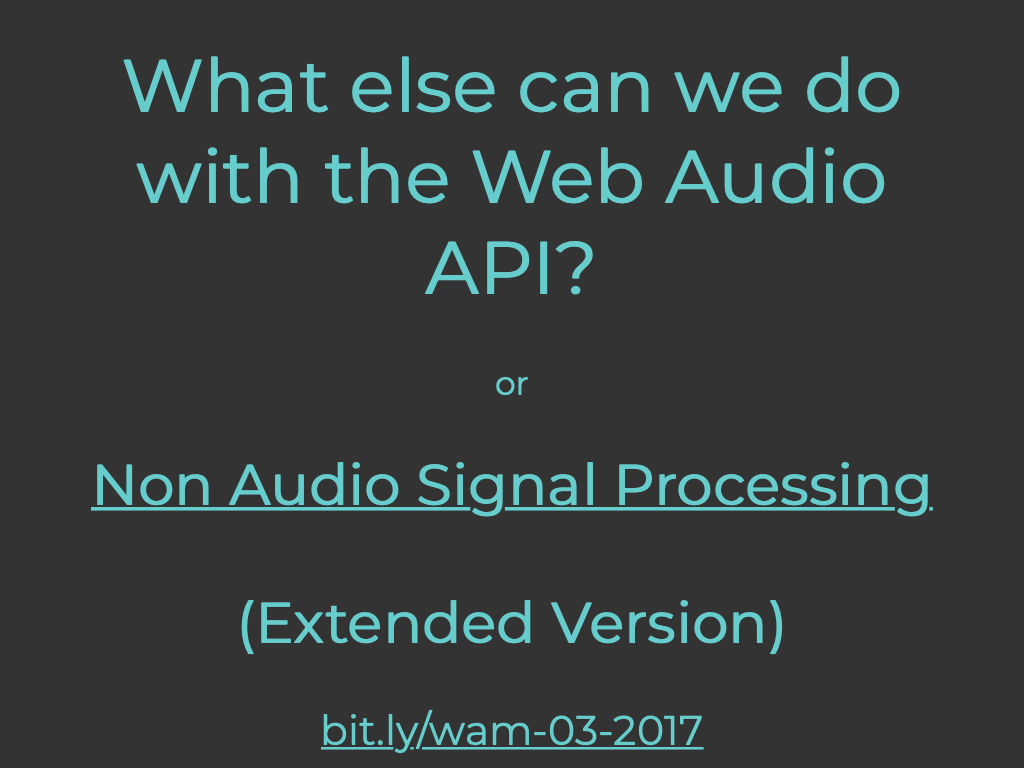 What else can we do
with the Web Audio
API?
or
Non Audio Signal Processing
(Extended Version)
bit.ly/wam-03-2017